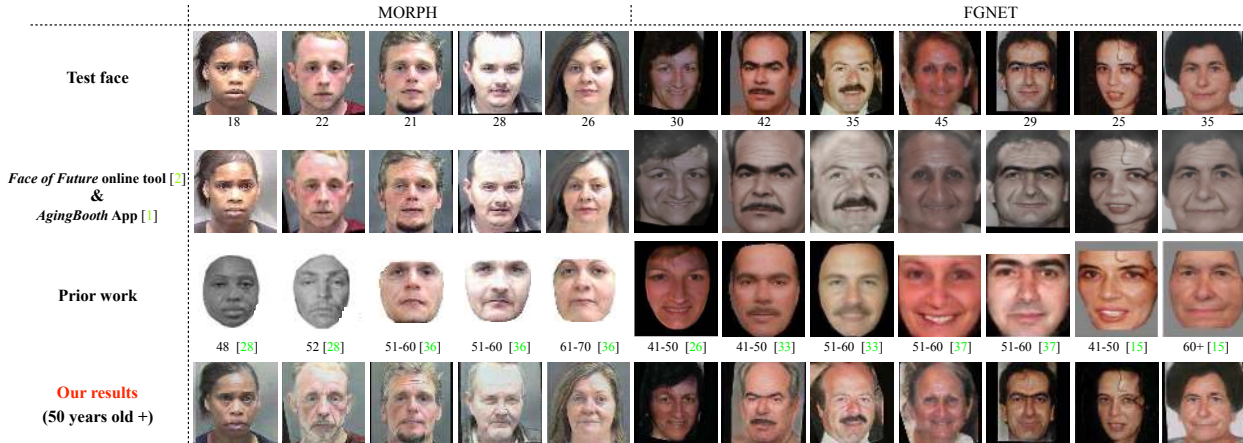 MORPH FGNET
Test face
18 22 21 28 26 30 42 35 45 29 25 35
Face of Future online tool [2]
&
AgingBooth App [1]
Prior work
48 [28] 52 [28] 51-60 [36] 51-60 [36] 61-70 [36] 41-50 [26] 41-50 [33] 51-60 [33] 51-60 [37] 51-60 [37] 41-50 [15] 60+ [15]
Our results
(50 years old +)